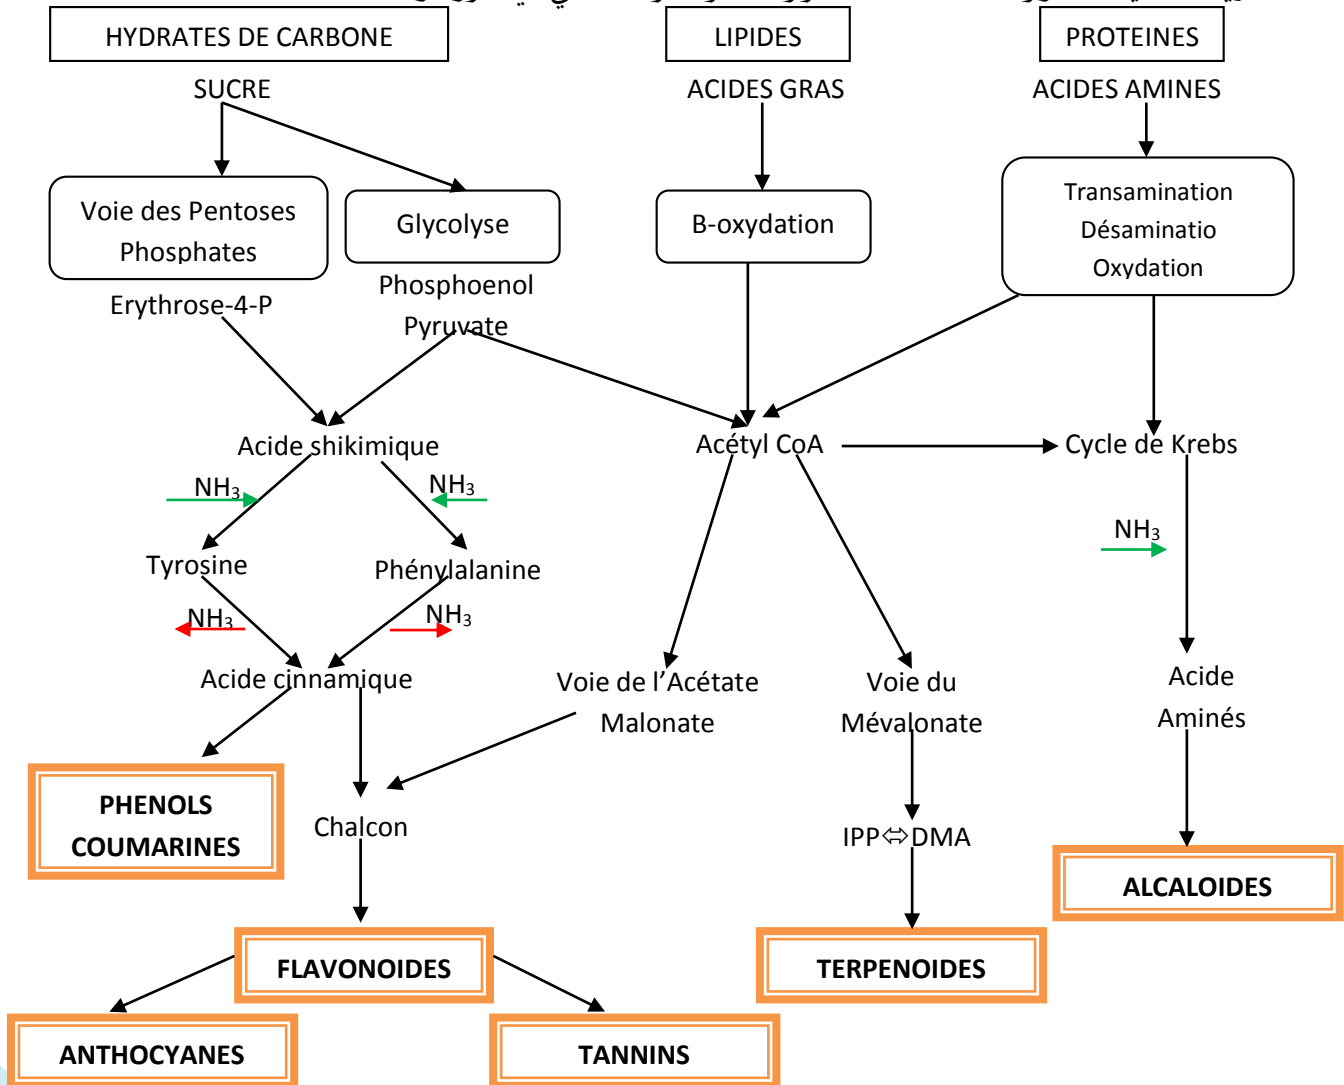 HYDRATES DE CARBONE
LIPIDES
PROTEINES
SUCRE
ACIDES GRAS
ACIDES AMINES
Voie des Pentoses
Phosphates
Glycolyse
B-oxydation
Transamination
Désaminatio
Oxydation
Erythrose-4-P
Phosphoenol
Pyruvate
Acide shikimique
Acétyl CoA
Cycle de Krebs
NH₃
NH₃
NH₃
Tyrosine
Phénylalanine
NH₃
NH₃
Acide cinnamique
Voie de l'Acétate
Malonate
Voie du
Mévalonate
Acide
Aminés
PHENOLS
COUMARINES
Chalcon
IPP⇔DMA
ALCALOIDES
FLAVONOIDES
TERPENOIDES
ANTHOCYANES
TANNINS